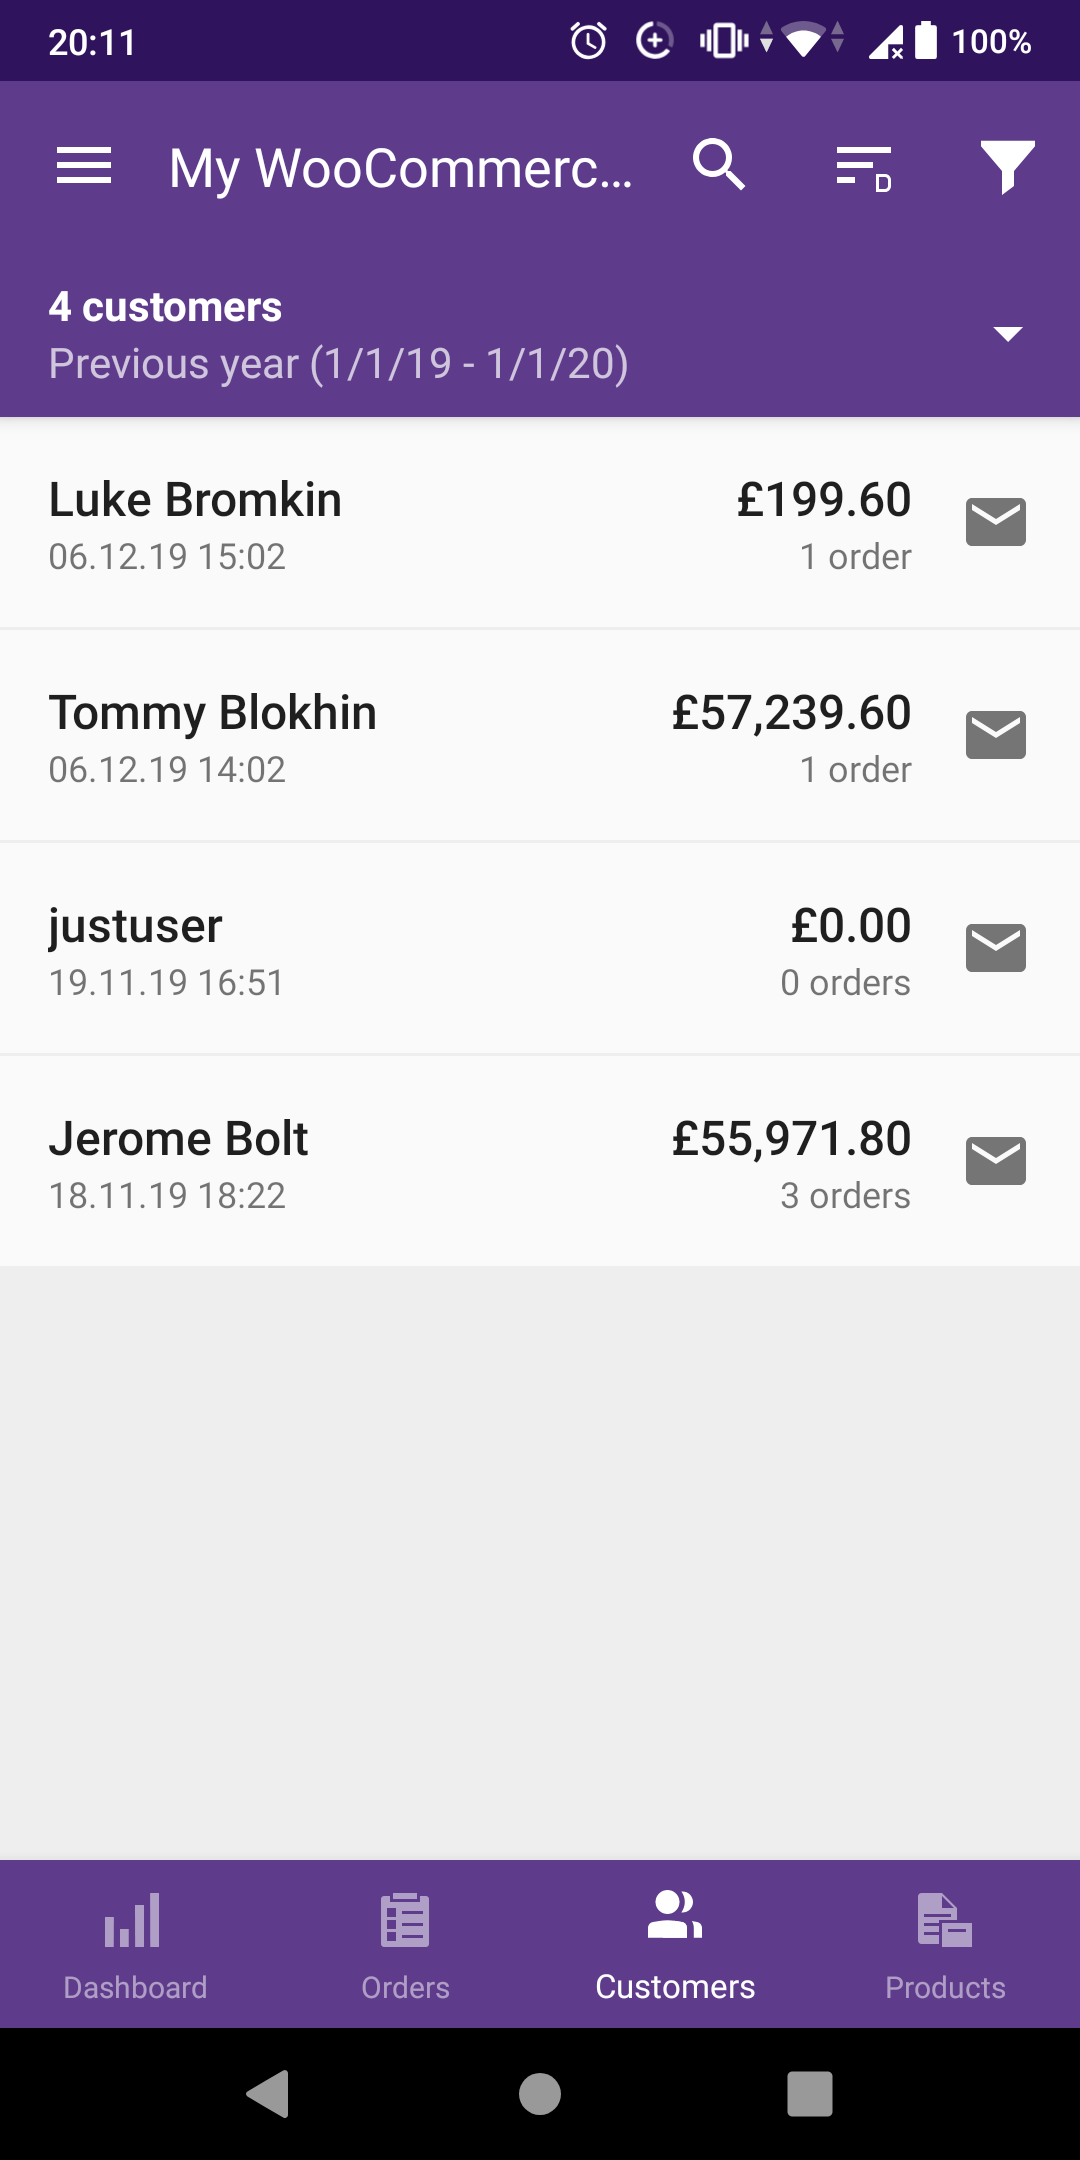 20:11
100%
My WooCommerc...
D
4 customers
Previous year (1/1/19 - 1/1/20)
Luke Bromkin
£199.60
06.12.19 15:02
1 order
Tommy Blokhin
£57,239.60
06.12.19 14:02
1 order
justuser
£0.00
19.11.19 16:51
0 orders
Jerome Bolt
£55,971.80
18.11.19 18:22
3 orders
Dashboard
Orders
Customers
Products